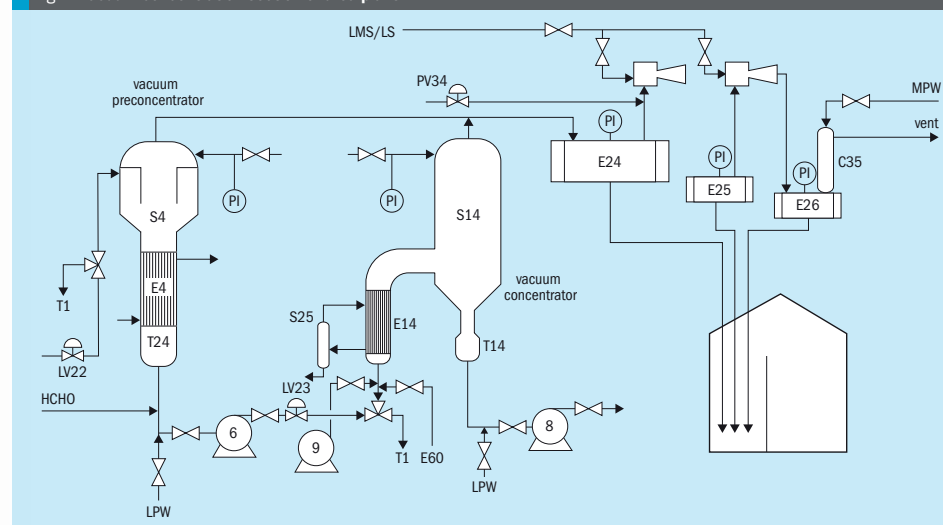 LMS/LS
PV34
vacuum
preconcentrator
MPW
vent
PI
E24
C35
PI
PI
E25
PI
PI
E26
S4
S14
E4
T1
vacuum
concentrator
S25
E14
T24
T14
LV22
LV23
HCHO
6
9
8
T1
E60
LPW
LPW